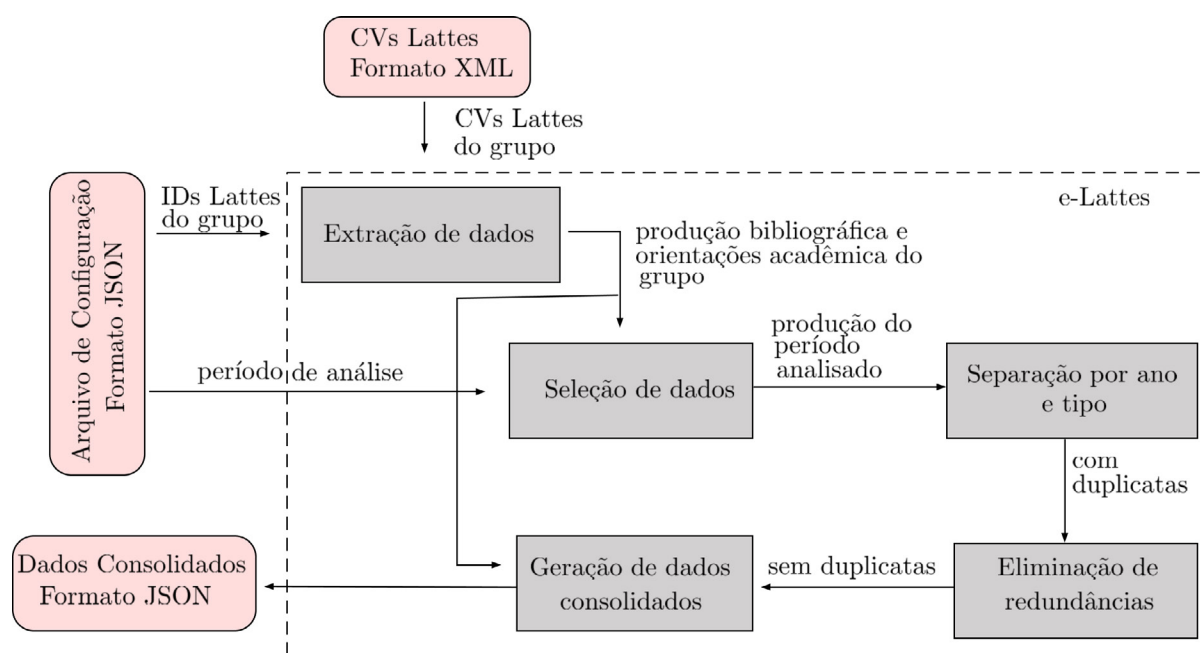 CVs Lattes
Formato XML
CVs Lattes
do grupo
Arquivo de Configuração
Formato JSON
IDs Lattes
do grupo
e-Lattes
Extração de dados
produção bibliográfica e
orientações acadêmica do
grupo
período de análise
Seleção de dados
produção do
período
analisado
Separação por ano
e tipo
com
duplicatas
Dados Consolidados
Formato JSON
Geração de dados
consolidados
sem duplicatas
Eliminação de
redundâncias